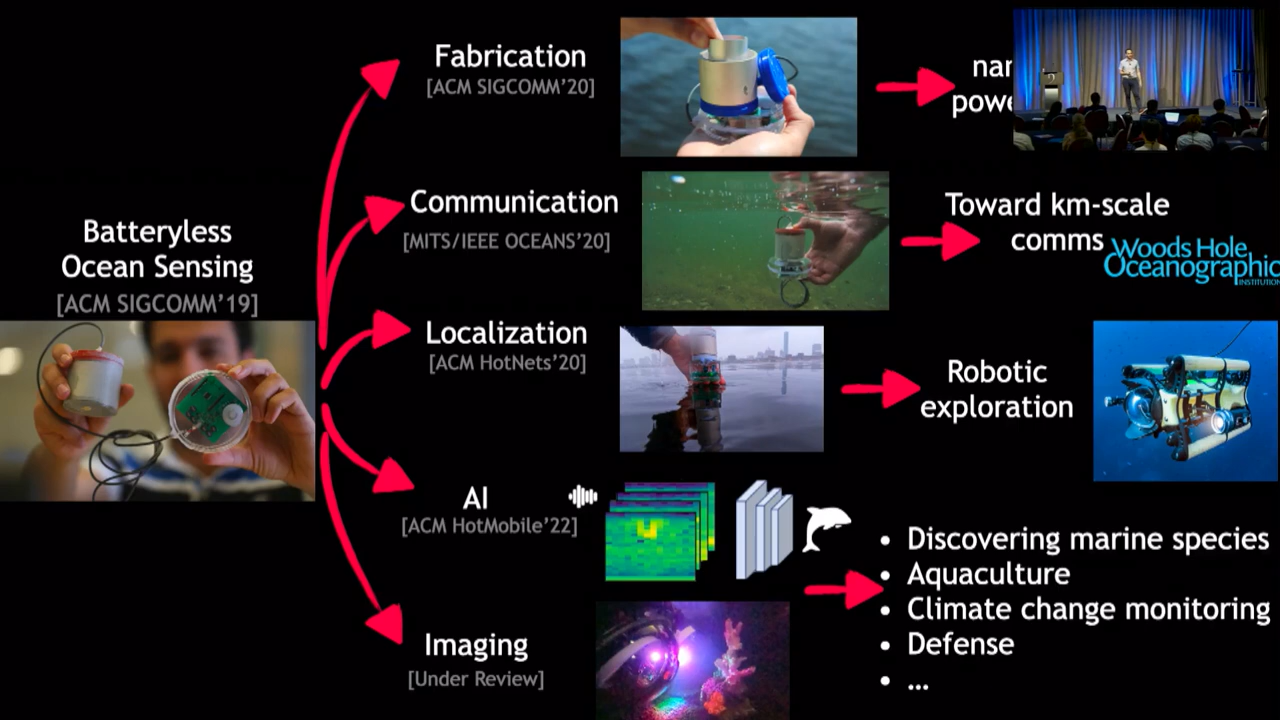 Batteryless
Ocean Sensing
[ACM SIGCOMM'19]
Fabrication
[ACM SIGCOMM'20]
Communication
[MITS/IEEE OCEANS'20]
Toward km-scale
comms
Woods Hole
Oceanographic
INSTITUTION
Localization
[ACM HotNets'20]
Robotic
exploration
AI
[ACM HotMobile'22]
Imaging
[Under Review]
• Discovering marine species
• Aquaculture
• Climate change monitoring
• Defense
• ...